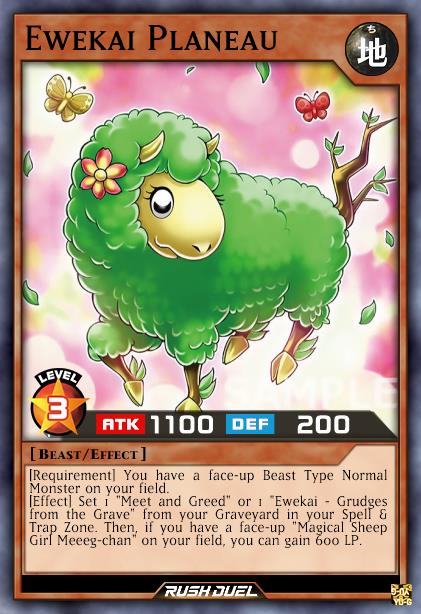 Ewekai Planeau
ち
地
SAMPLE
LEVEL
3
ATK 1100 DEF 200
[Beast/Effect]
[Requirement] You have a face-up Beast Type Normal
Monster on your field.
[Effect] Set 1 "Meet and Greed" or 1 "Ewekai - Grudges
from the Grave" from your Graveyard in your Spell &
Trap Zone. Then, if you have a face-up "Magical Sheep
Girl Meeeg-chan" on your field, you can gain 600 LP.
RUSH DUEL